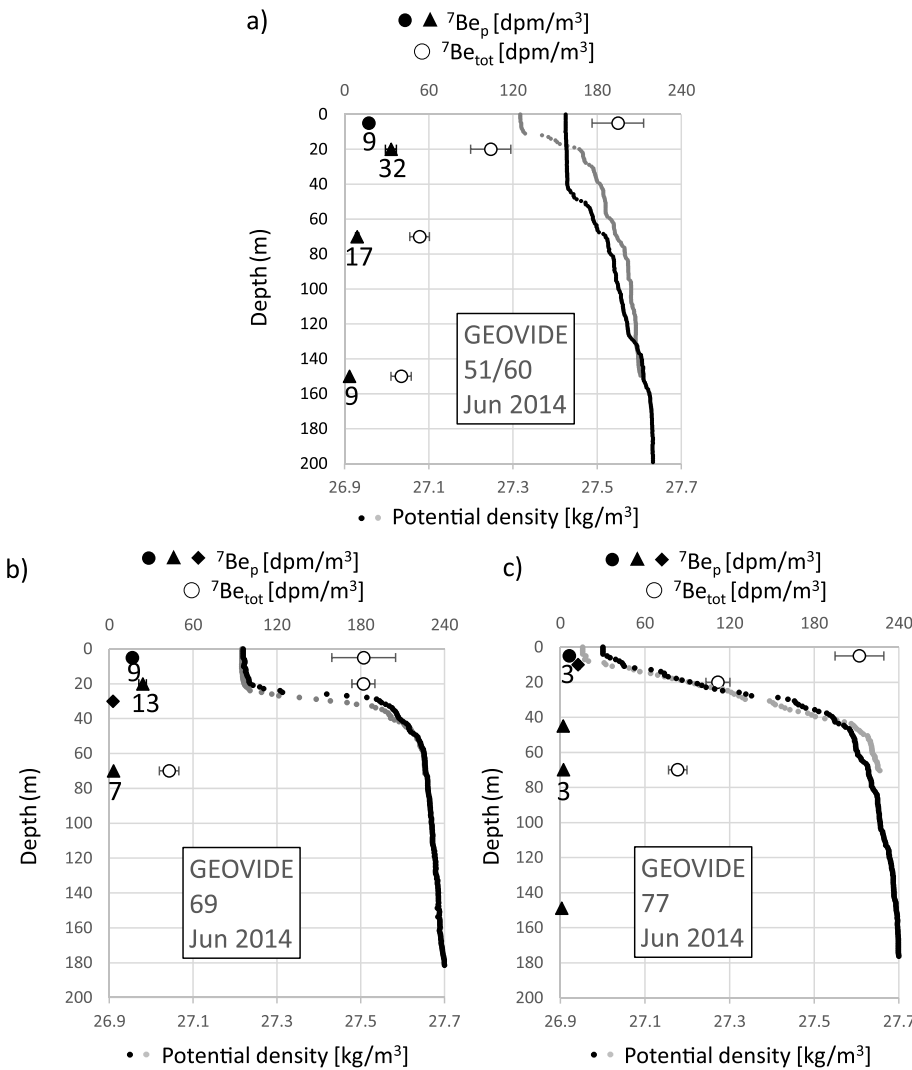 a)
● ▲ ⁷Beₚ [dpm/m³]
○ ⁷Beₜₒₜ [dpm/m³]
0 60 120 180 240
Depth (m)
0
20
40
60
80
100
120
140
160
180
200
9
32
17
9
GEOVIDE
51/60
Jun 2014
26.9 27.1 27.3 27.5 27.7
Potential density [kg/m³]
b)
● ▲ ◆ ⁷Beₚ [dpm/m³]
○ ⁷Beₜₒₜ [dpm/m³]
0 60 120 180 240
Depth (m)
0
20
40
60
80
100
120
140
160
180
200
9
13
7
GEOVIDE
69
Jun 2014
26.9 27.1 27.3 27.5 27.7
Potential density [kg/m³]
c)
● ▲ ◆ ⁷Beₚ [dpm/m³]
○ ⁷Beₜₒₜ [dpm/m³]
0 60 120 180 240
Depth (m)
0
20
40
60
80
100
120
140
160
180
200
3
3
GEOVIDE
77
Jun 2014
26.9 27.1 27.3 27.5 27.7
Potential density [kg/m³]